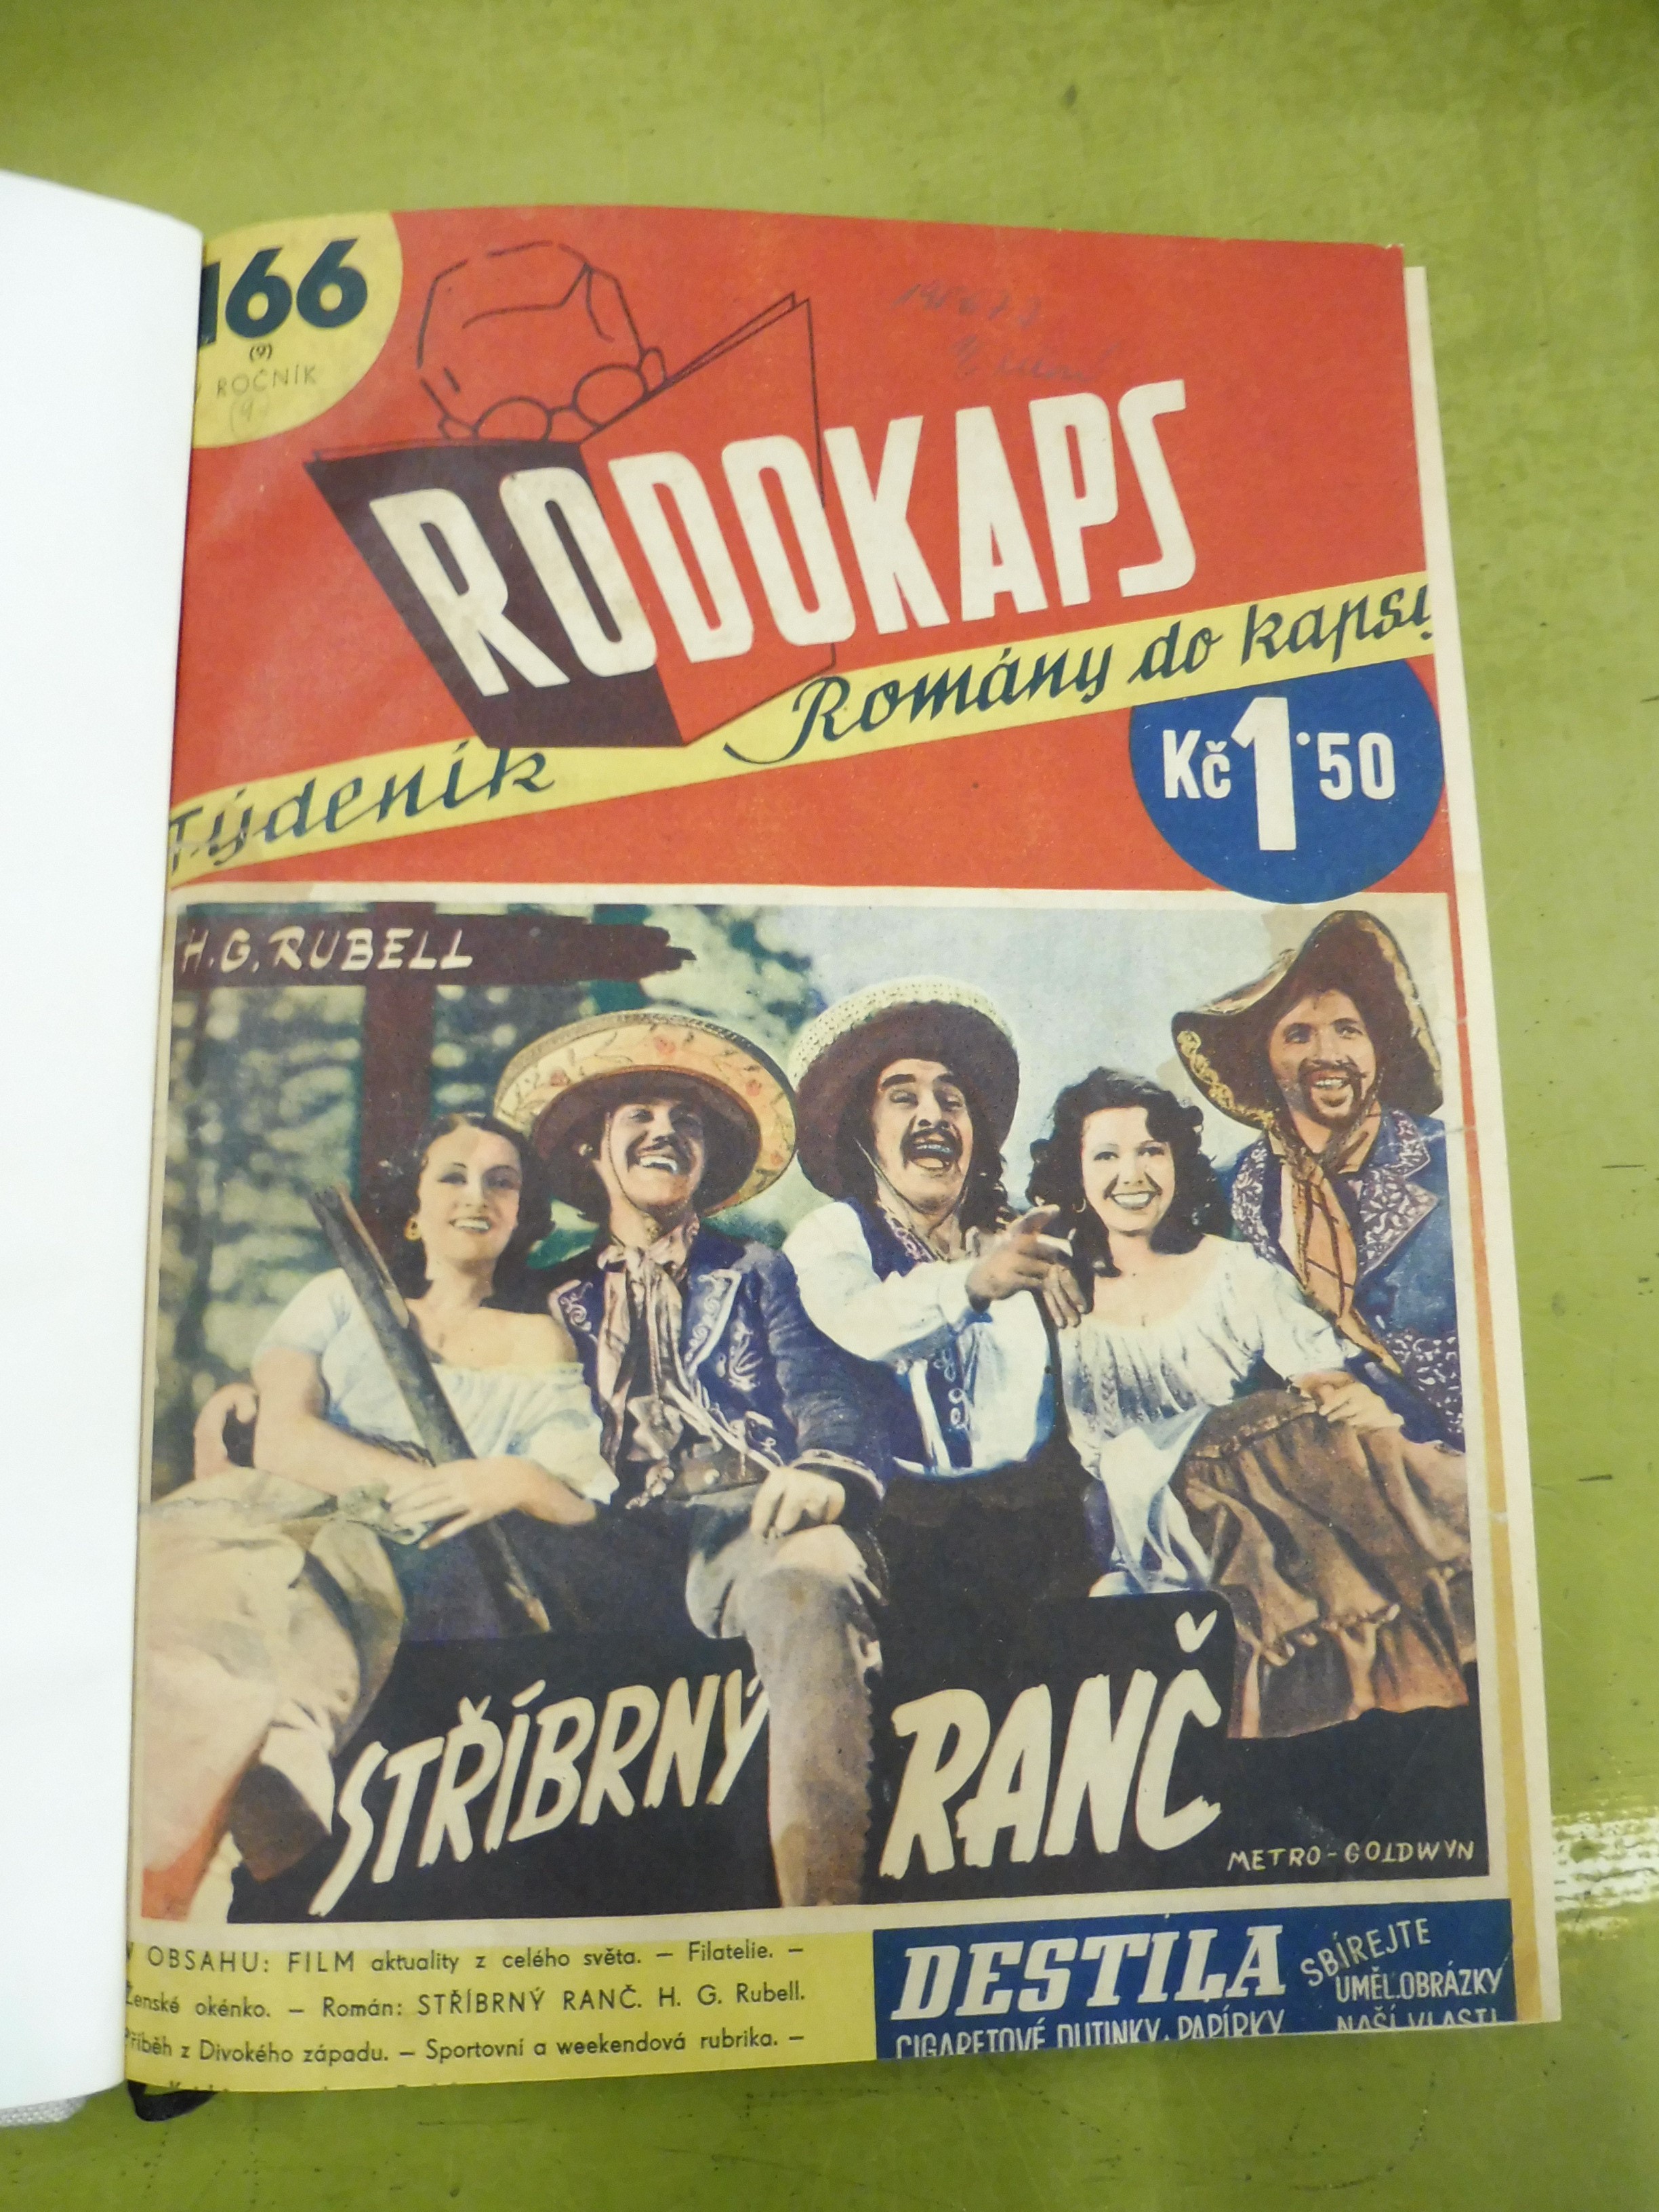 166
(9)
ROČNÍK
RODOKAPS
Týdeník Romány do kapsy
Kč 1·50
H. G. RUBELL
STŘÍBRNÝ RANČ
METRO-GOLDWYN
V OBSAHU: FILM aktuality z celého světa. — Filatelie. —
Ženské okénko. — Román: STŘÍBRNÝ RANČ. H. G. Rubell.
Příběh z Divokého západu. — Sportovní a weekendová rubrika. —
DESTILA
CIGARETOVÉ DUTINKY, PAPÍRKY
SBÍREJTE
UMĚL. OBRÁZKY
NAŠÍ VLASTI